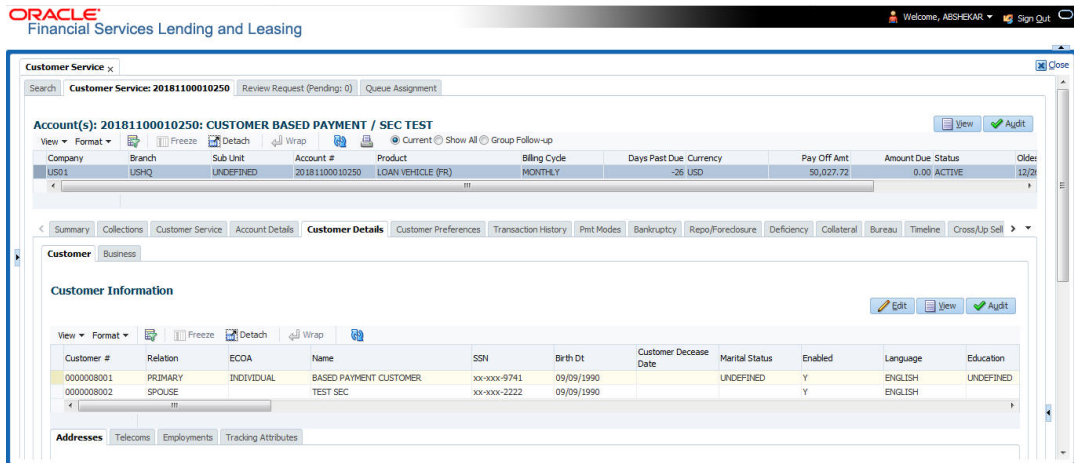 ORACLE
Financial Services Lending and Leasing
Welcome, ABSHEKAR Sign Out
Customer Service x
Close
Search Customer Service: 20181100010250 Review Request (Pending: 0) Queue Assignment
Account(s): 20181100010250: CUSTOMER BASED PAYMENT / SEC TEST
View Audit
View Format Freeze Detach Wrap Current Show All Group Follow-up
Company Branch Sub Unit Account # Product Billing Cycle Days Past Due Currency Pay Off Amt Amount Due Status Oldes
US01 USHQ UNDEFINED 20181100010250 LOAN VEHICLE (FR) MONTHLY -26 USD 50,027.72 0.00 ACTIVE 12/2
Summary Collections Customer Service Account Details Customer Details Customer Preferences Transaction History Pmt Modes Bankruptcy Repo/Foreclosure Deficiency Collateral Bureau Timeline Cross/Up Sell
Customer Business
Customer Information
Edit View Audit
View Format Freeze Detach Wrap
Customer # Relation ECOA Name SSN Birth Dt Customer Decease Date Marital Status Enabled Language Education
0000008001 PRIMARY INDIVIDUAL BASED PAYMENT CUSTOMER xx-xxx-9741 09/09/1990 UNDEFINED Y ENGLISH UNDEFINED
0000008002 SPOUSE TEST SEC xx-xxx-2222 09/09/1990 Y ENGLISH
Addresses Telecoms Employments Tracking Attributes